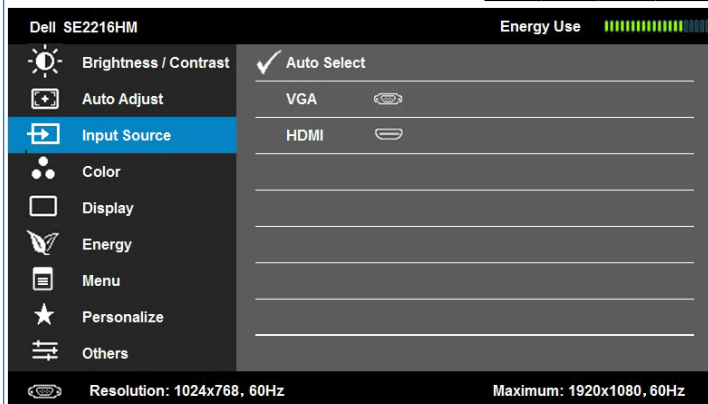 Dell SE2216HM Energy Use
Brightness / Contrast Auto Select
Auto Adjust VGA
Input Source HDMI
Color
Display
Energy
Menu
Personalize
Others
Resolution: 1024x768, 60Hz Maximum: 1920x1080, 60Hz